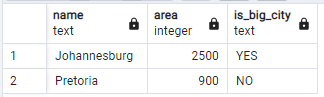 name area is_big_city
text integer text
1 Johannesburg 2500 YES
2 Pretoria 900 NO